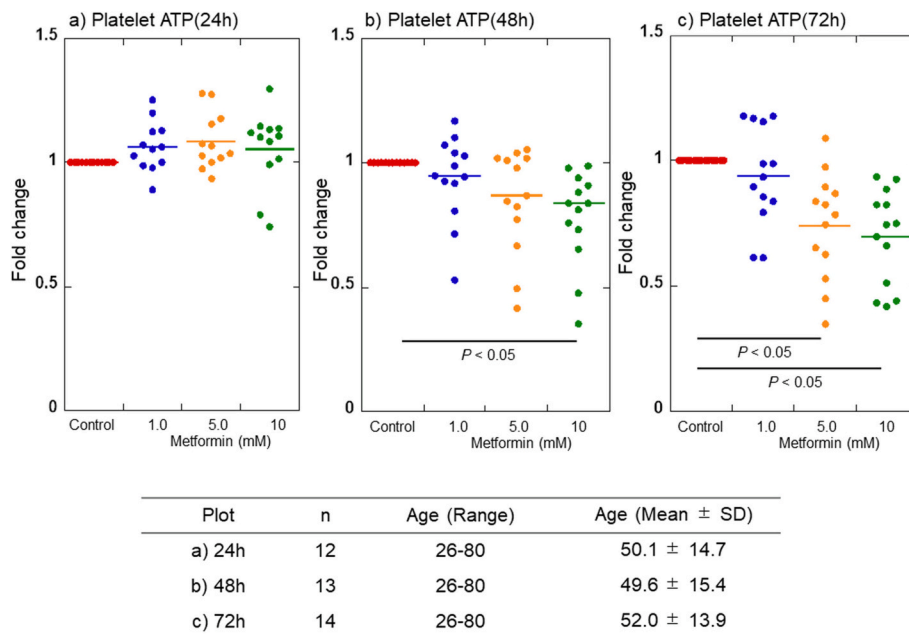 a) Platelet ATP(24h)
b) Platelet ATP(48h)
c) Platelet ATP(72h)
1.5
1
0.5
0
Fold change
Control
1.0
5.0
10
Metformin (mM)
1.5
1
0.5
0
Fold change
P < 0.05
Control
1.0
5.0
10
Metformin (mM)
1.5
1
0.5
0
Fold change
P < 0.05
P < 0.05
Control
1.0
5.0
10
Metformin (mM)
Plot n Age (Range) Age (Mean ± SD)
a) 24h 12 26-80 50.1 ± 14.7
b) 48h 13 26-80 49.6 ± 15.4
c) 72h 14 26-80 52.0 ± 13.9